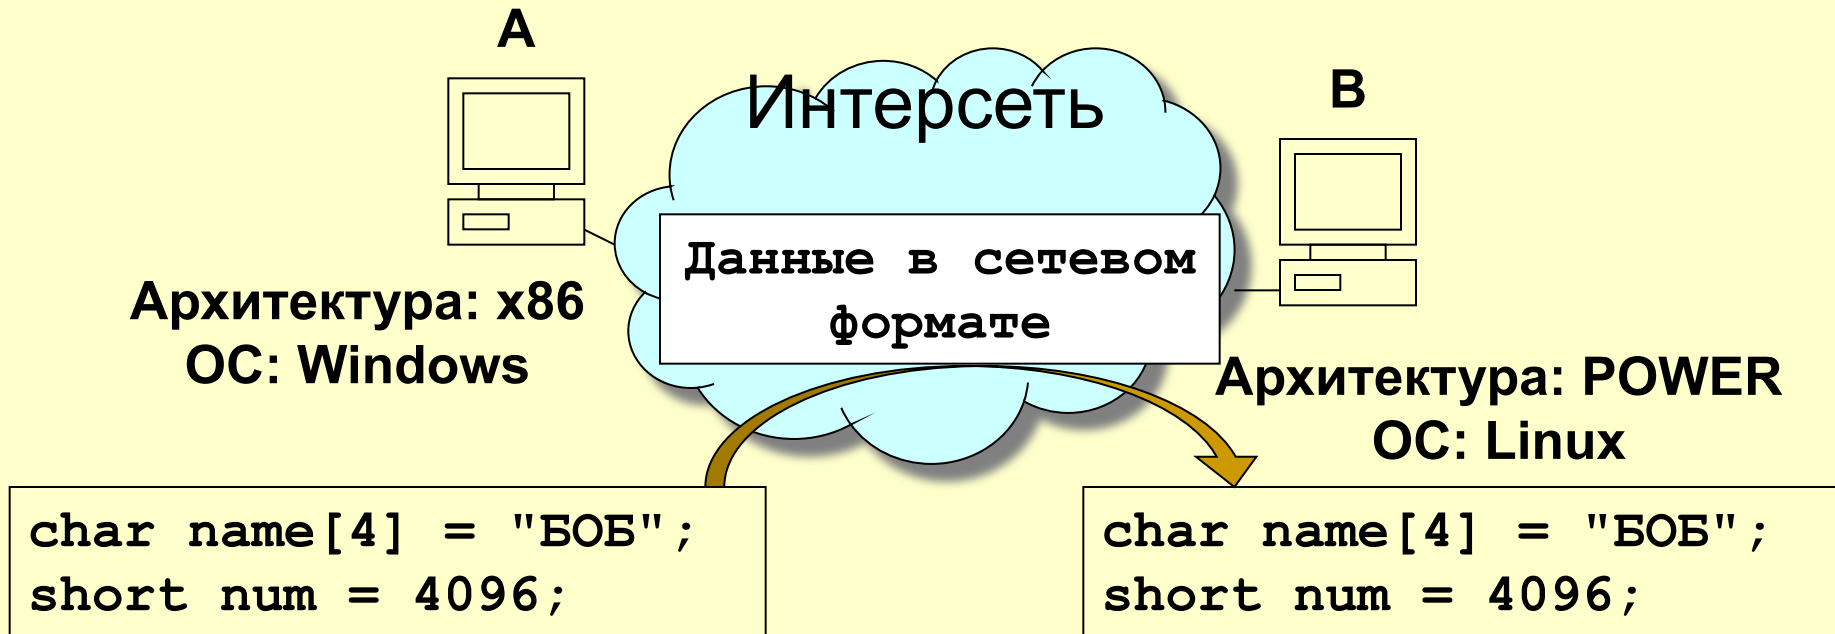 A
Интерсеть
B
Данные в сетевом
формате
Архитектура: x86
ОС: Windows
Архитектура: POWER
ОС: Linux
char name[4] = "БОБ";
short num = 4096;
char name[4] = "БОБ";
short num = 4096;